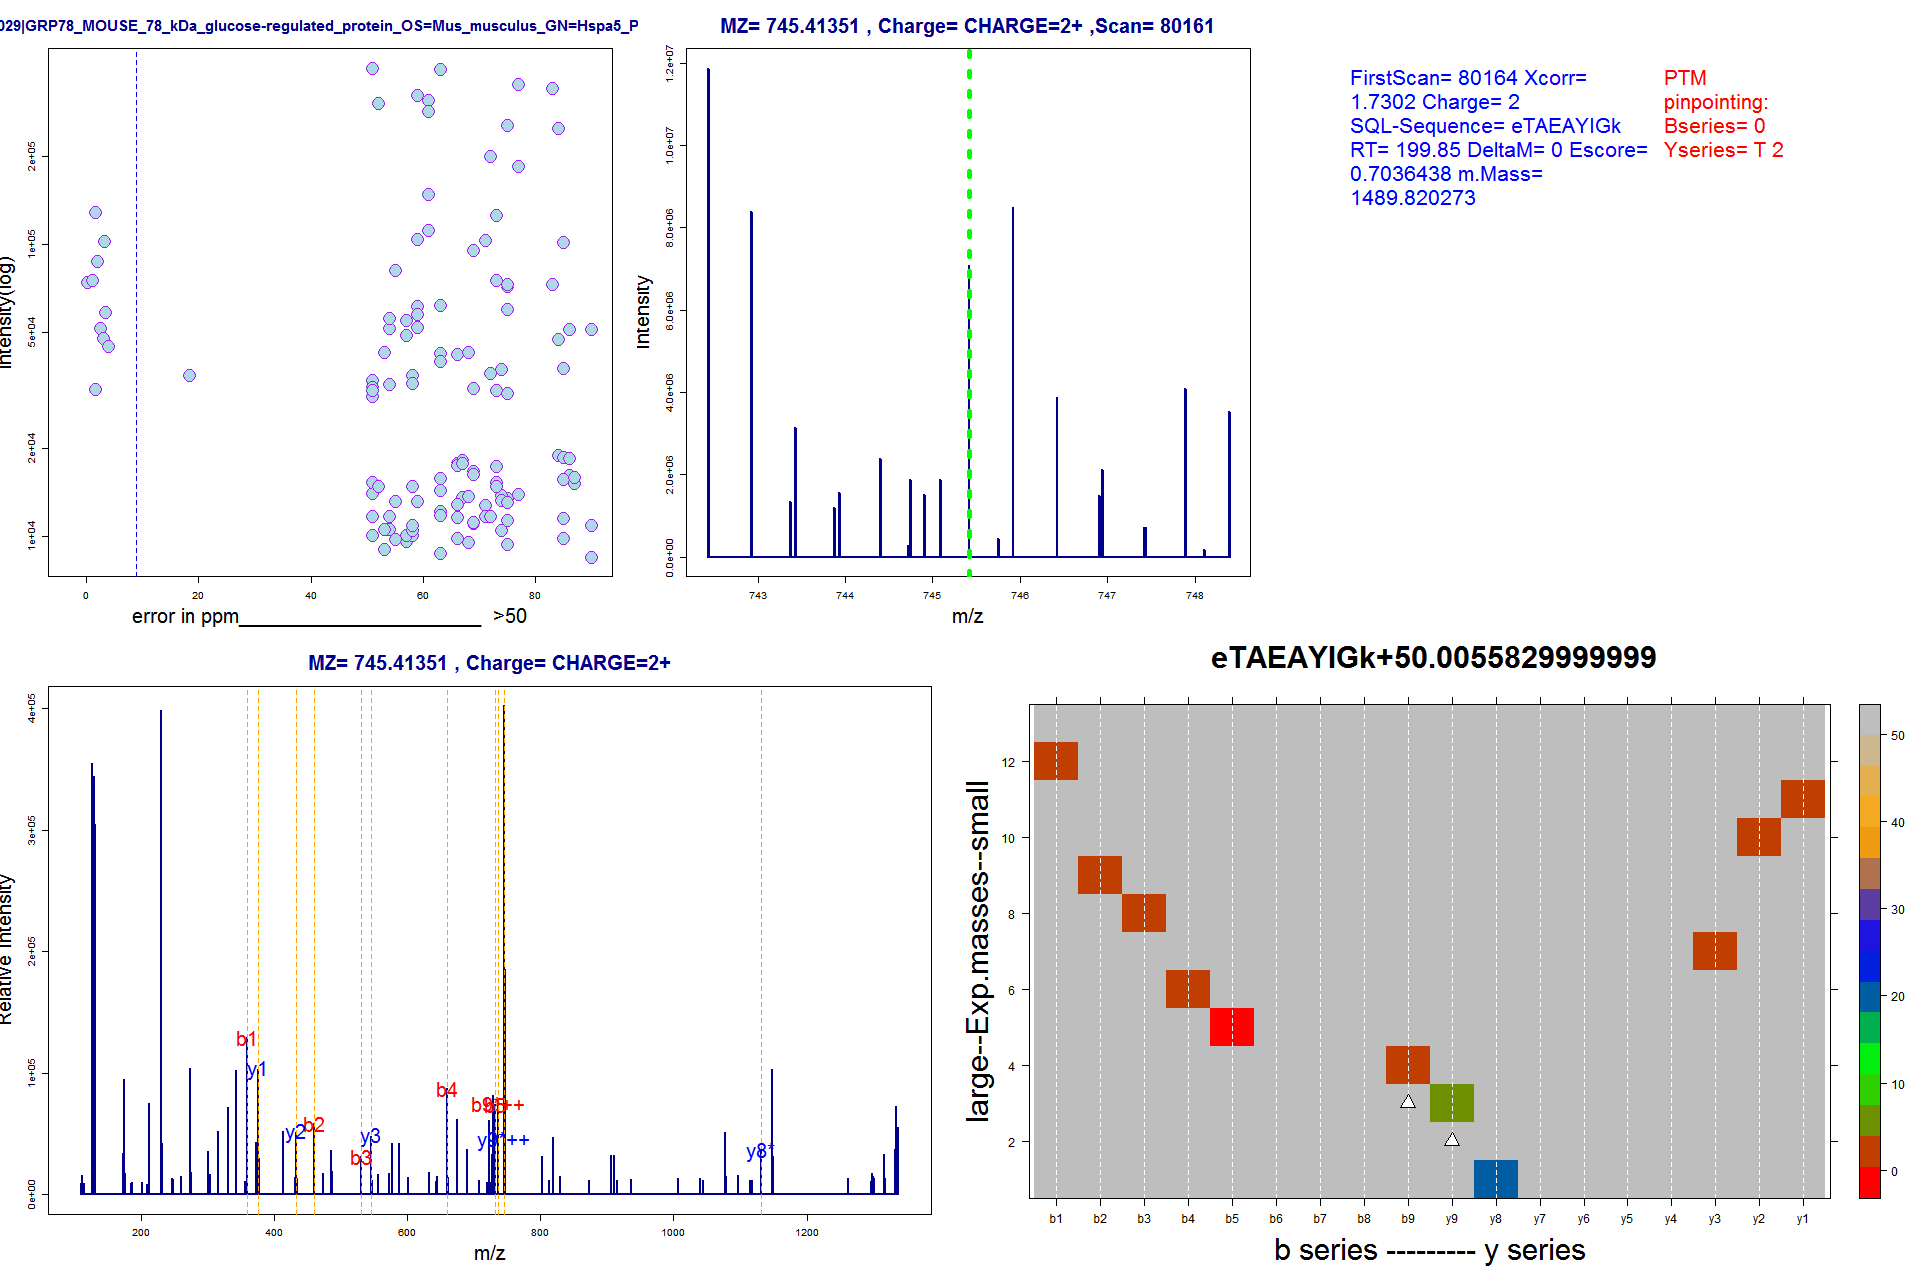 029|GRP78_MOUSE_78_kDa_glucose-regulated_protein_OS=Mus_musculus_GN=Hspa5_P
Intensity(log)
2e+05
1e+05
5e+04
2e+04
1e+04
0 20 40 60 80
error in ppm______________________ >50
MZ= 745.41351 , Charge= CHARGE=2+ ,Scan= 80161
Intensity
1.2e+07
1.0e+07
8.0e+06
6.0e+06
4.0e+06
2.0e+06
0.0e+00
743 744 745 746 747 748
m/z
FirstScan= 80164 Xcorr=
1.7302 Charge= 2
SQL-Sequence= eTAEAYIGk
RT= 199.85 DeltaM= 0 Escore=
0.7036438 m.Mass=
1489.820273
PTM
pinpointing:
Bseries= 0
Yseries= T 2
MZ= 745.41351 , Charge= CHARGE=2+
Relative Intensity
4e+05
3e+05
2e+05
1e+05
0e+00
b1
y1
y2
b2
b3
y3
b4
y8*
200 400 600 800 1000 1200
m/z
eTAEAYIGk+50.0055829999999
large--Exp.masses--small
12
10
8
6
4
2
b1 b2 b3 b4 b5 b6 b7 b8 b9 y9 y8 y7 y6 y5 y4 y3 y2 y1
b series --------- y series
50
40
30
20
10
0